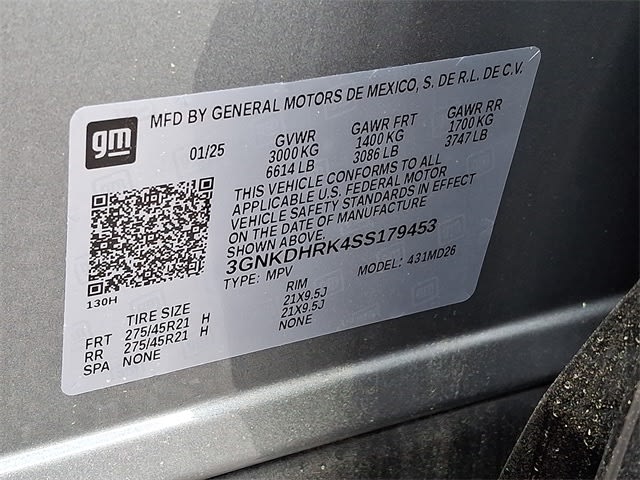 gm
MFD BY GENERAL MOTORS DE MEXICO, S. DE R.L. DE C.V.
01/25 GVWR GAWR FRT GAWR RR
3000 KG 1400 KG 1700 KG
6614 LB 3086 LB 3747 LB
THIS VEHICLE CONFORMS TO ALL
APPLICABLE U.S. FEDERAL MOTOR
VEHICLE SAFETY STANDARDS IN EFFECT
ON THE DATE OF MANUFACTURE
SHOWN ABOVE.
3GNKDHRK4SS179453
TYPE: MPV MODEL: 431MD26
130H
TIRE SIZE RIM
FRT 275/45R21 H 21X9.5J
RR 275/45R21 H 21X9.5J
SPA NONE NONE